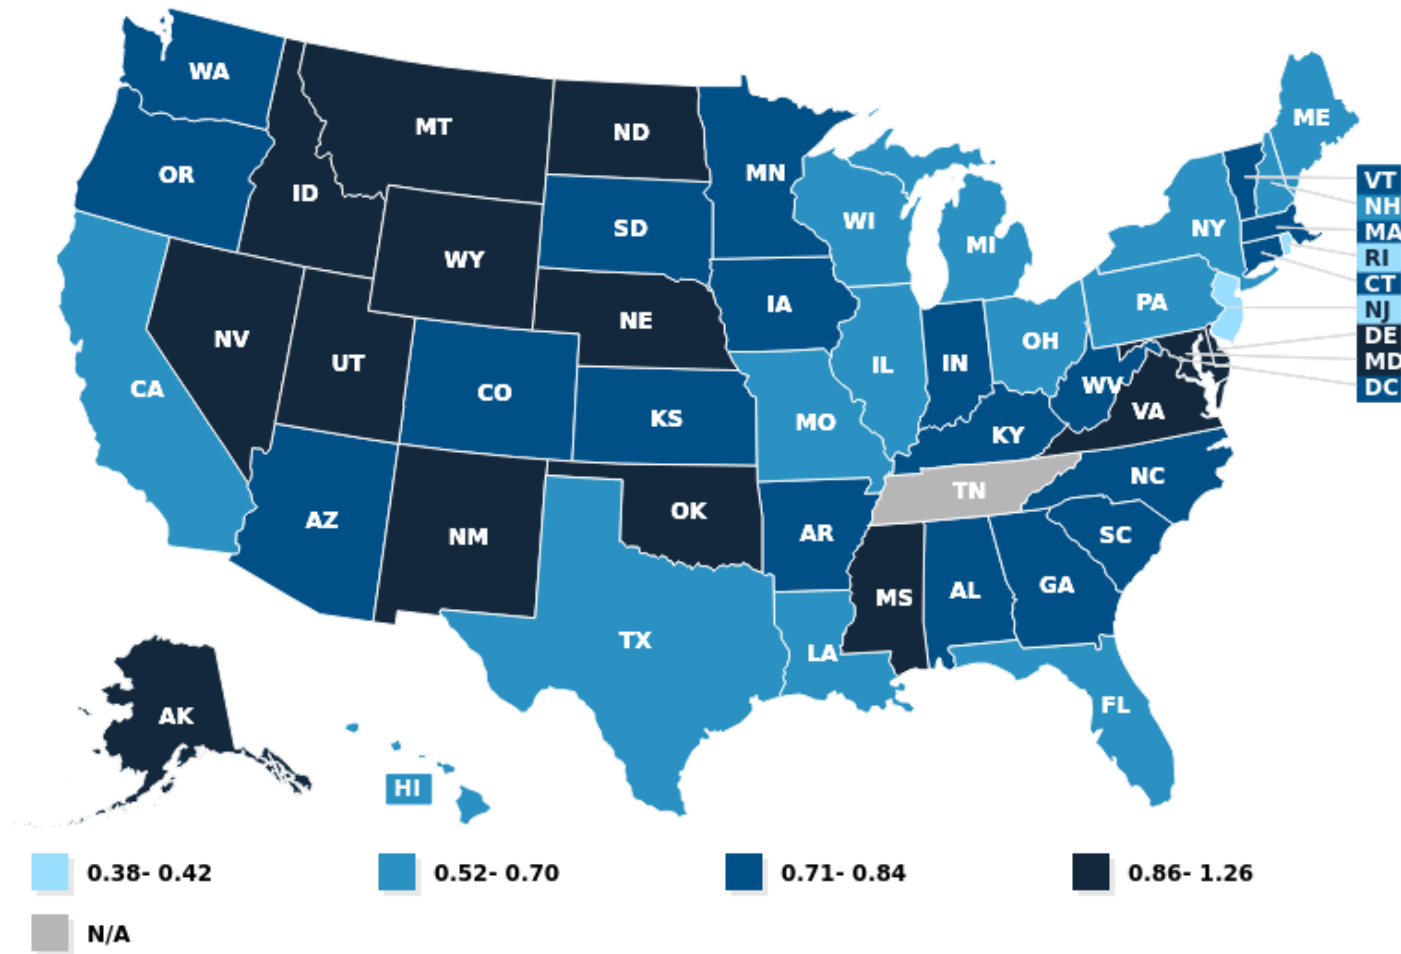 WA
MT
ND
MN
ME
OR
ID
SD
WI
MI
NY
VT
NH
MA
RI
CT
NJ
DE
MD
DC
WY
NE
IA
PA
NV
UT
CO
KS
MO
IL
IN
OH
WV
VA
CA
KY
NC
AZ
NM
OK
AR
TN
SC
TX
LA
MS
AL
GA
FL
AK
HI
0.38- 0.42
0.52- 0.70
0.71- 0.84
0.86- 1.26
N/A